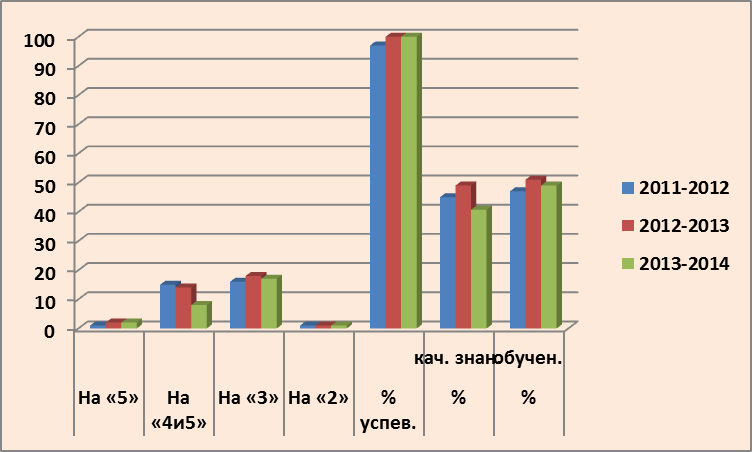 100
90
80
70
60
50
40
30
20
10
0
2011-2012
2012-2013
2013-2014
кач. знан.
обучен.
На «5»
На
«4и5»
На «3»
На «2»
%
успев.
%
%